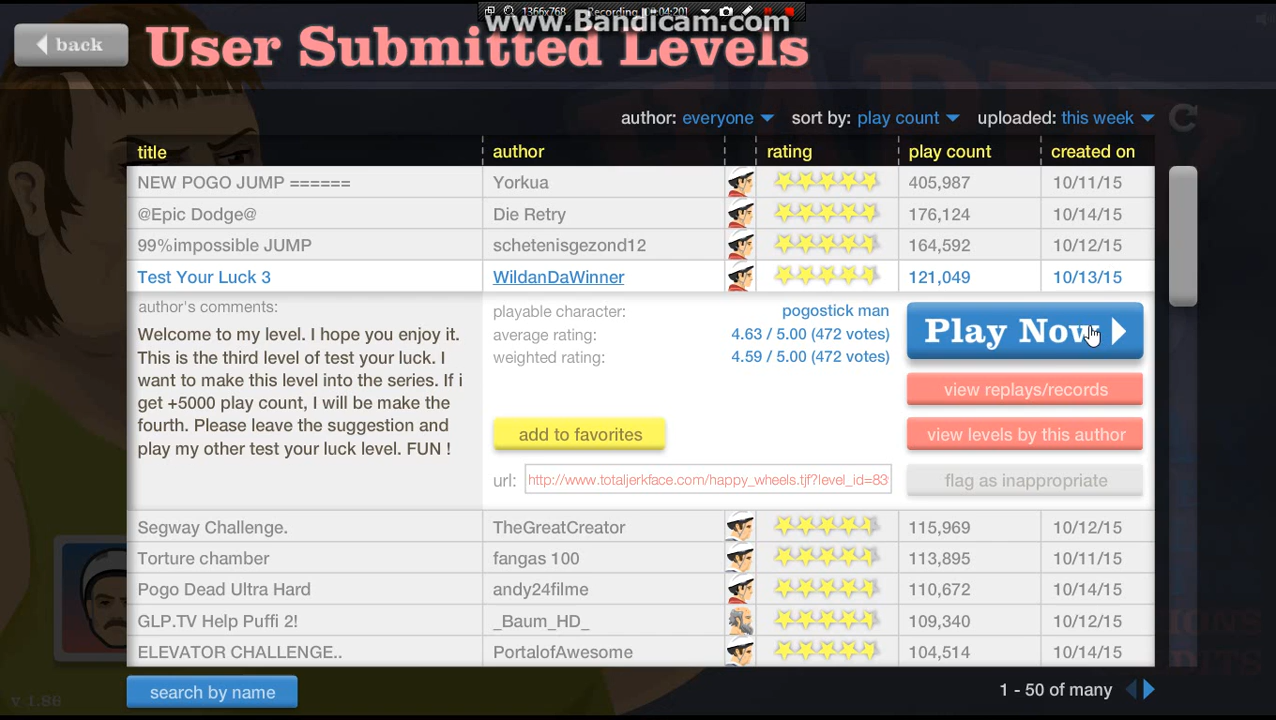 1366x768 Recording [00:04:20]
www.Bandicam.com
back
User Submitted Levels
author: everyone sort by: play count uploaded: this week
title author rating play count created on
NEW POGO JUMP ====== Yorkua 405,987 10/11/15
@Epic Dodge@ Die Retry 176,124 10/14/15
99%impossible JUMP schetenisgezond12 164,592 10/12/15
Test Your Luck 3 WildanDaWinner 121,049 10/13/15
author's comments:
Welcome to my level. I hope you enjoy it.
This is the third level of test your luck. I
want to make this level into the series. If i
get +5000 play count, I will be make the
fourth. Please leave the suggestion and
play my other test your luck level. FUN !
playable character: pogostick man
average rating: 4.63 / 5.00 (472 votes)
weighted rating: 4.59 / 5.00 (472 votes)
add to favorites
url: http://www.totaljerkface.com/happy_wheels.tjf?level_id=83
Play Now
view replays/records
view levels by this author
flag as inappropriate
Segway Challenge. TheGreatCreator 115,969 10/12/15
Torture chamber fangas 100 113,895 10/11/15
Pogo Dead Ultra Hard andy24filme 110,672 10/14/15
GLP.TV Help Puffi 2! _Baum_HD_ 109,340 10/12/15
ELEVATOR CHALLENGE.. PortalofAwesome 104,514 10/14/15
search by name
1 - 50 of many
v 1.86